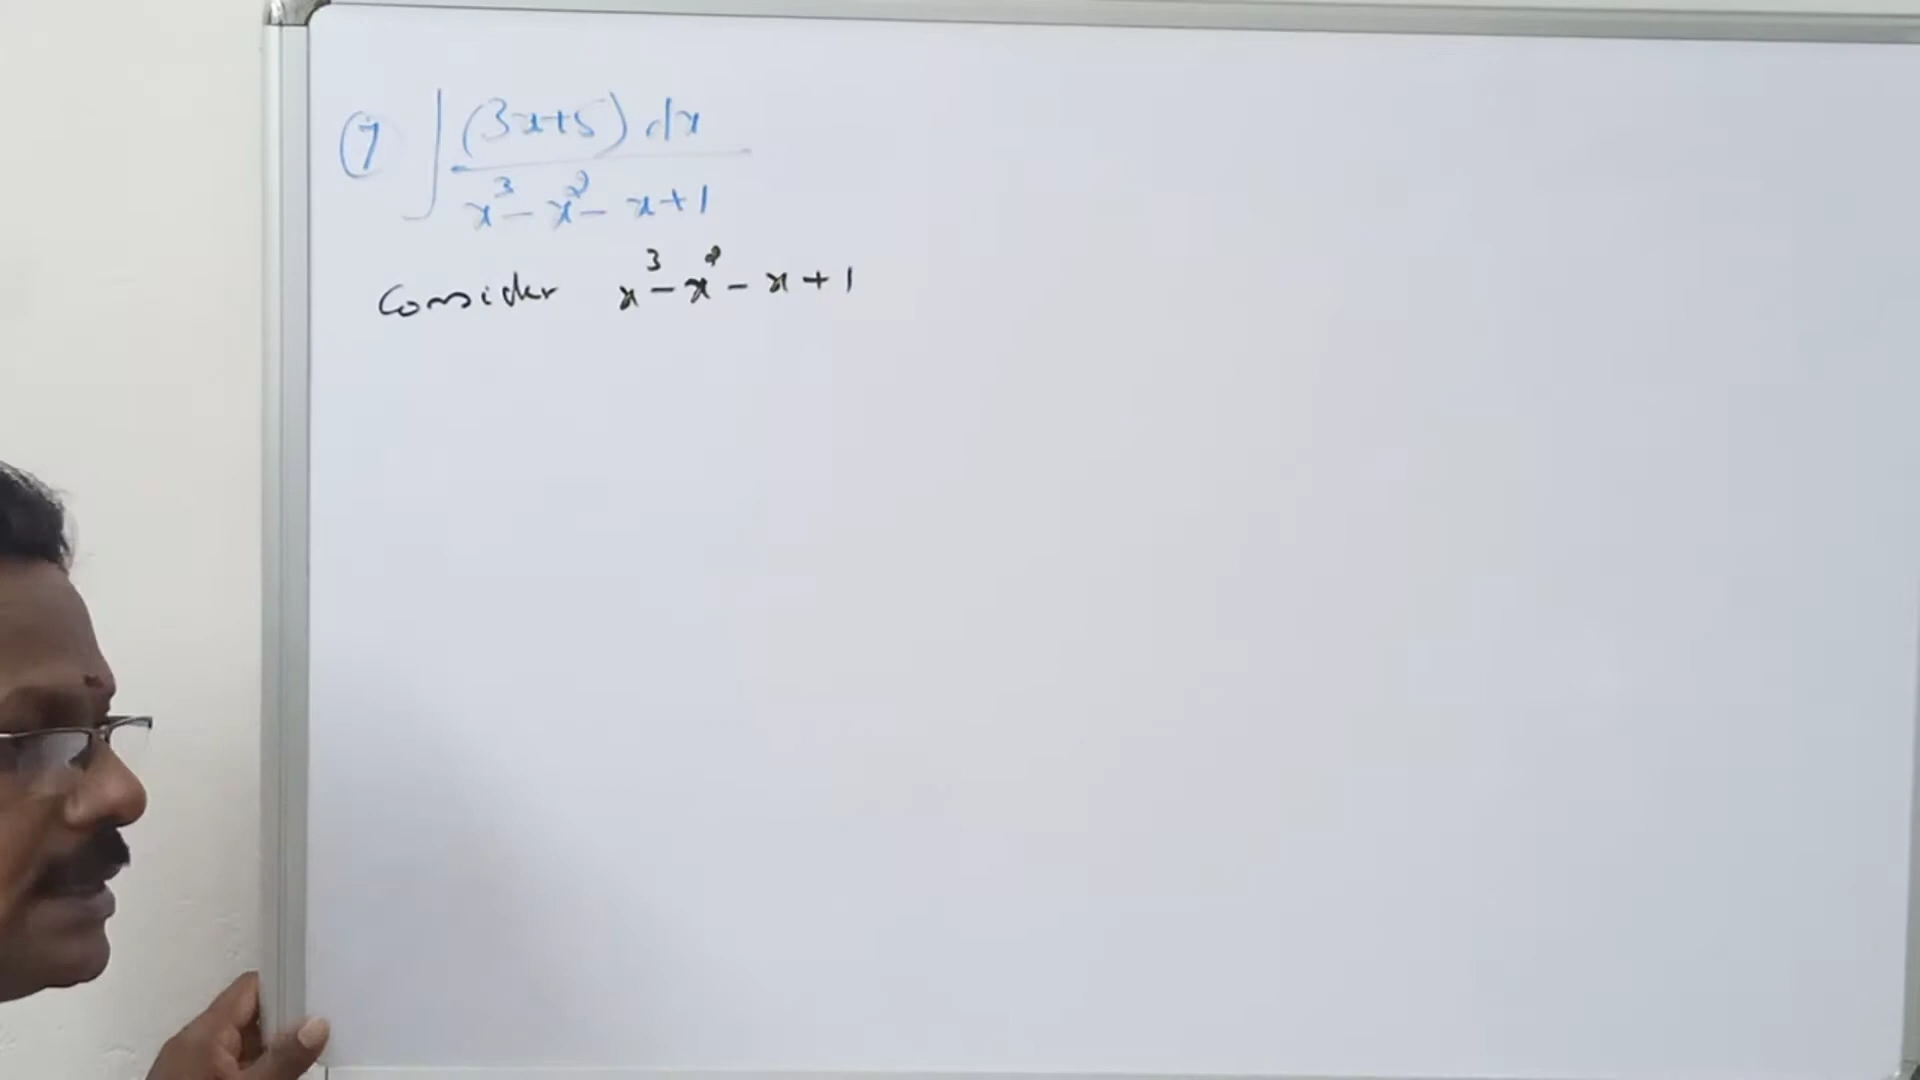 ⑦ ∫ (3x+5) dx / x³ - x² - x + 1
Consider x³ - x² - x + 1